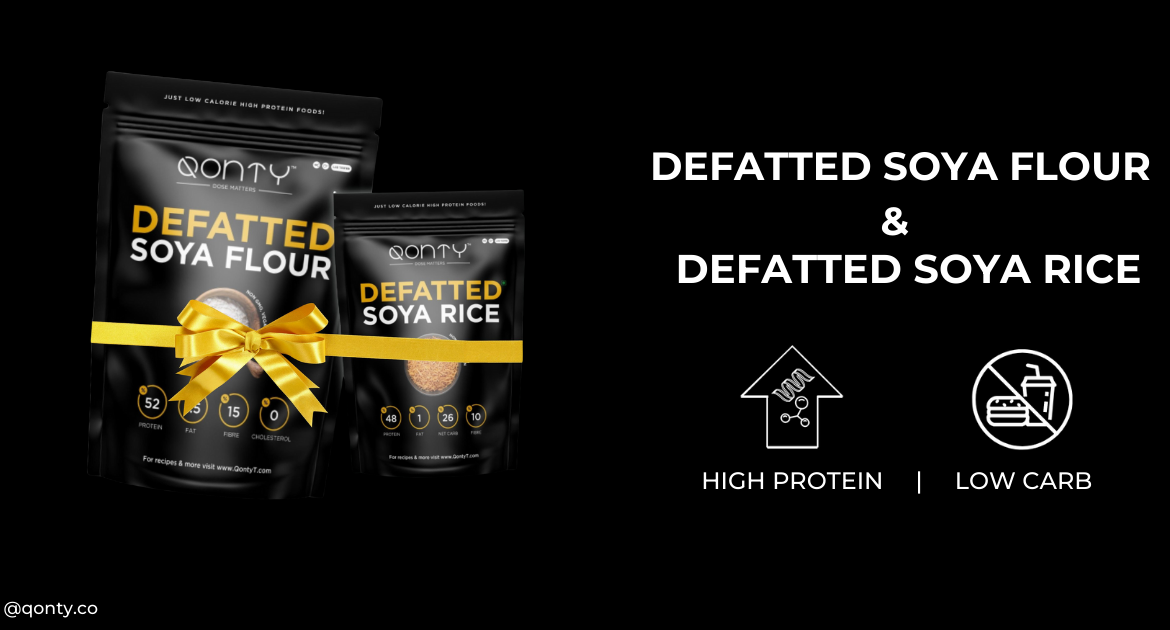 JUST LOW CALORIE HIGH PROTEIN FOODS!
QONTY™
DOSE MATTERS
DEFATTED
SOYA FLOUR
52
15
0
PROTEIN
FAT
FIBRE
CHOLESTEROL
For recipes & more visit www.QontyT.com
JUST LOW CALORIE HIGH PROTEIN FOODS!
QONTY™
DOSE MATTERS
DEFATTED
SOYA RICE
48
1
26
10
PROTEIN
FAT
NET CARB
FIBRE
For recipes & more visit www.QontyT.com
DEFATTED SOYA FLOUR
&
DEFATTED SOYA RICE
HIGH PROTEIN | LOW CARB
@qonty.co